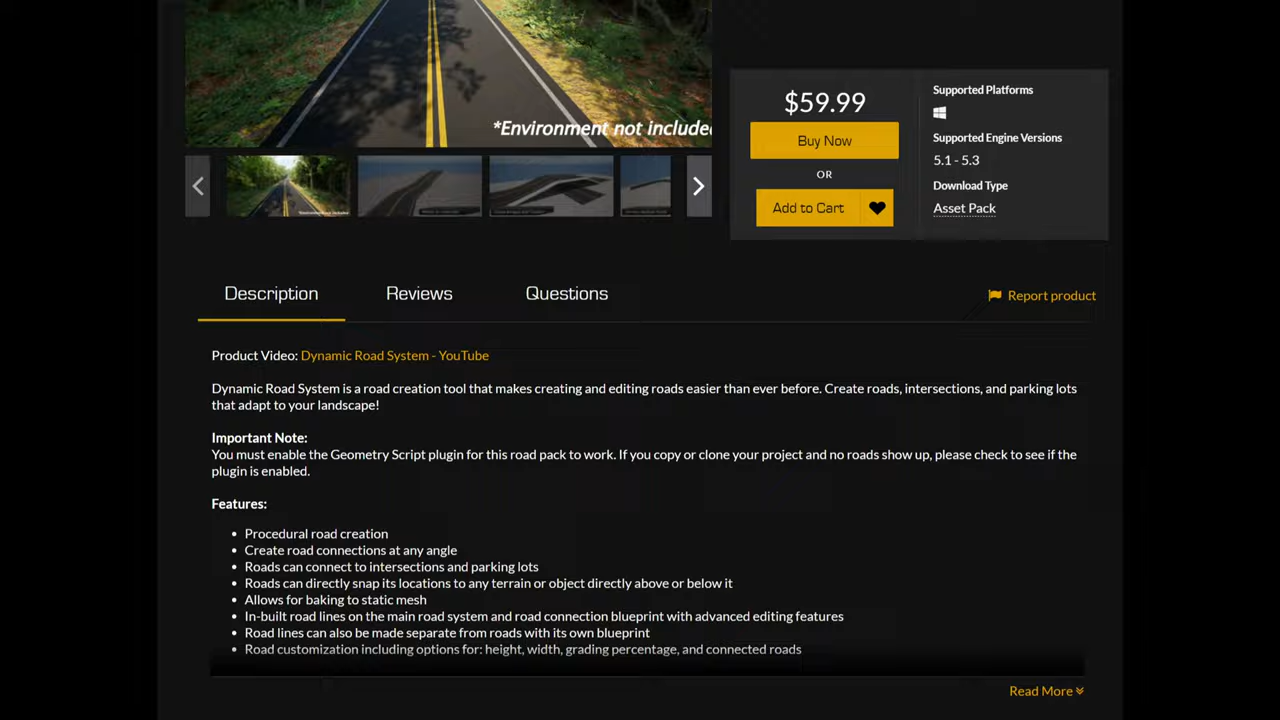 *Environment not include
$59.99
Buy Now
OR
Add to Cart
Supported Platforms
Supported Engine Versions
5.1 - 5.3
Download Type
Asset Pack
Description
Reviews
Questions
Report product
Product Video: Dynamic Road System - YouTube
Dynamic Road System is a road creation tool that makes creating and editing roads easier than ever before. Create roads, intersections, and parking lots
that adapt to your landscape!
Important Note:
You must enable the Geometry Script plugin for this road pack to work. If you copy or clone your project and no roads show up, please check to see if the
plugin is enabled.
Features:
• Procedural road creation
• Create road connections at any angle
• Roads can connect to intersections and parking lots
• Roads can directly snap its locations to any terrain or object directly above or below it
• Allows for baking to static mesh
• In-built road lines on the main road system and road connection blueprint with advanced editing features
• Road lines can also be made separate from roads with its own blueprint
• Road customization including options for: height, width, grading percentage, and connected roads
Read More